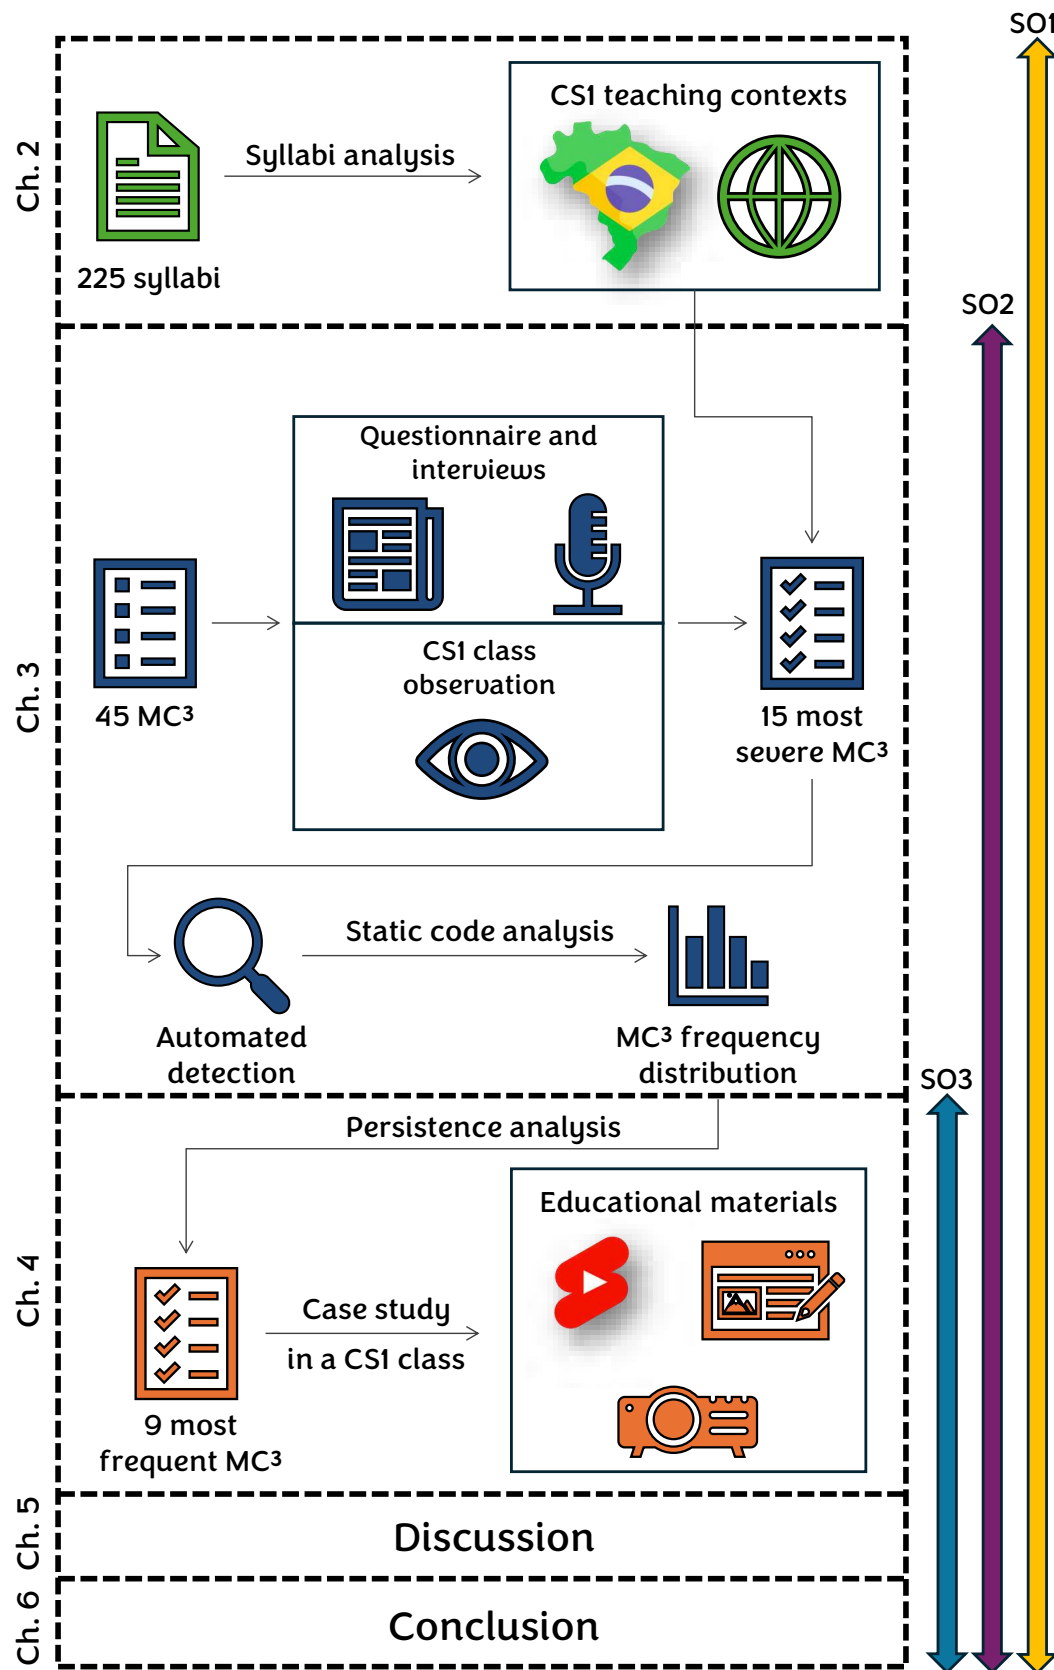 SO1
Ch. 2
CS1 teaching contexts
Syllabi analysis
225 syllabi
SO2
Ch. 3
Questionnaire and
interviews
CS1 class
observation
45 MC³
15 most
severe MC³
Static code analysis
Automated
detection
MC³ frequency
distribution
SO3
Ch. 4
Persistence analysis
Educational materials
Case study
in a CS1 class
9 most
frequent MC³
Ch. 5
Discussion
Ch. 6
Conclusion